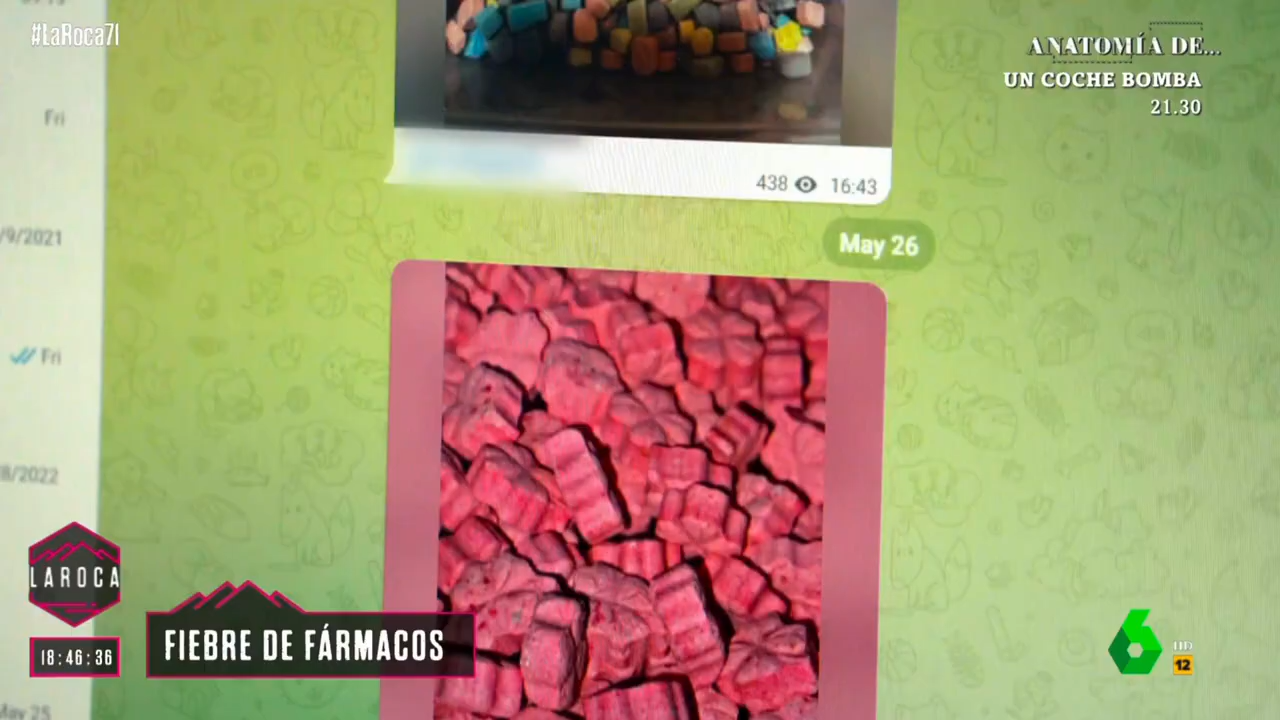 #LaRoca71
ANATOMÍA DE...
UN COCHE BOMBA
21.30
Fri
438 16:43
/9/2021
May 26
Fri
8/2022
LAROCA
18:46:36
FIEBRE DE FÁRMACOS
6
HD
12
May 25